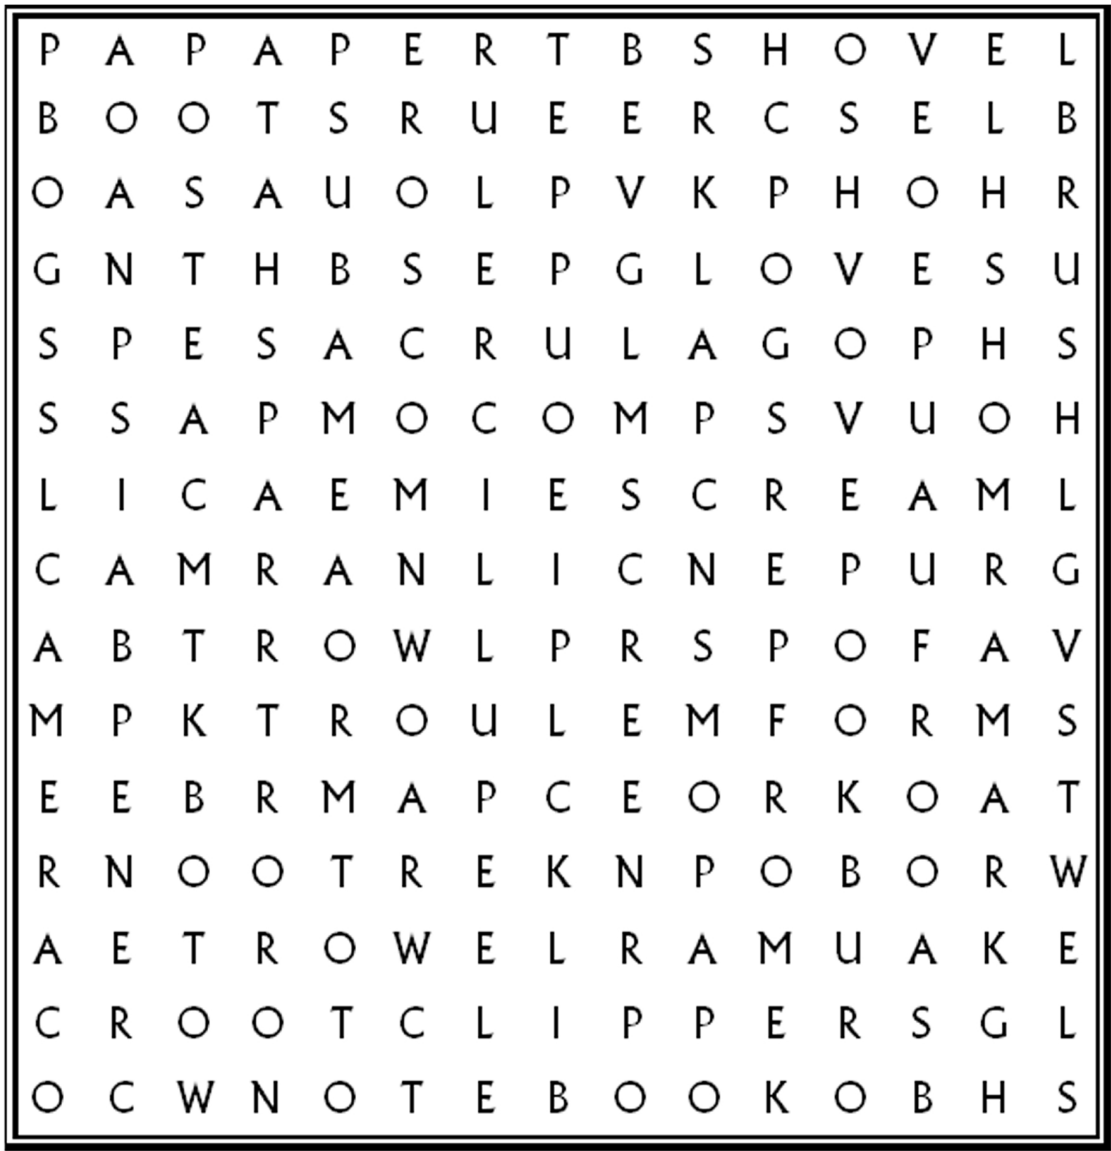 P A P A P E R T B S H O V E L
B O O T S R U E E R C S E L B
O A S A U O L P V K P H O H R
G N T H B S E P G L O V E S U
S P E S A C R U L A G O P H S
S S A P M O C O M P S V U O H
L I C A E M I E S C R E A M L
C A M R A N L I C N E P U R G
A B T R O W L P R S P O F A V
M P K T R O U L E M F O R M S
E E B R M A P C E O R K O A T
R N O O T R E K N P O B O R W
A E T R O W E L R A M U A K E
C R O O T C L I P P E R S G L
O C W N O T E B O O K O B H S